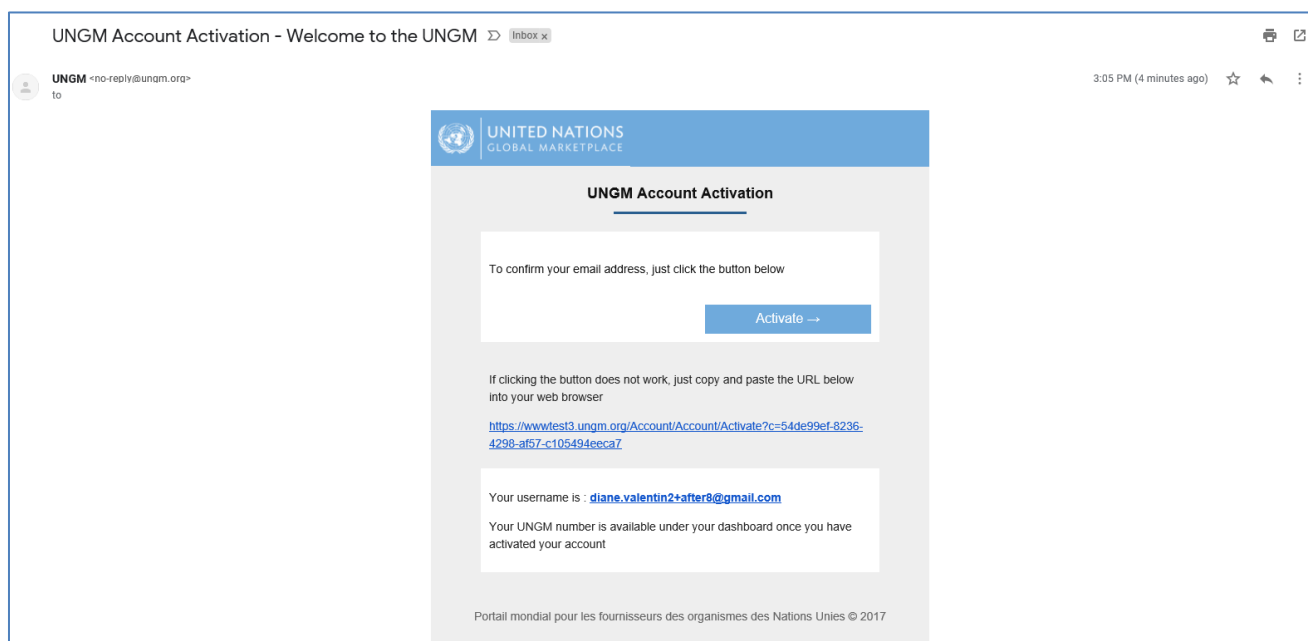 UNGM Account Activation - Welcome to the UNGM Inbox x
UNGM <no-reply@ungm.org>
3:05 PM (4 minutes ago)
to
UNITED NATIONS
GLOBAL MARKETPLACE
UNGM Account Activation
To confirm your email address, just click the button below
Activate →
If clicking the button does not work, just copy and paste the URL below
into your web browser
https://wwwtest3.ungm.org/Account/Account/Activate?c=54de99ef-8236-
4298-af57-c105494eeca7
Your username is : diane.valentin2+after8@gmail.com
Your UNGM number is available under your dashboard once you have
activated your account
Portail mondial pour les fournisseurs des organismes des Nations Unies © 2017